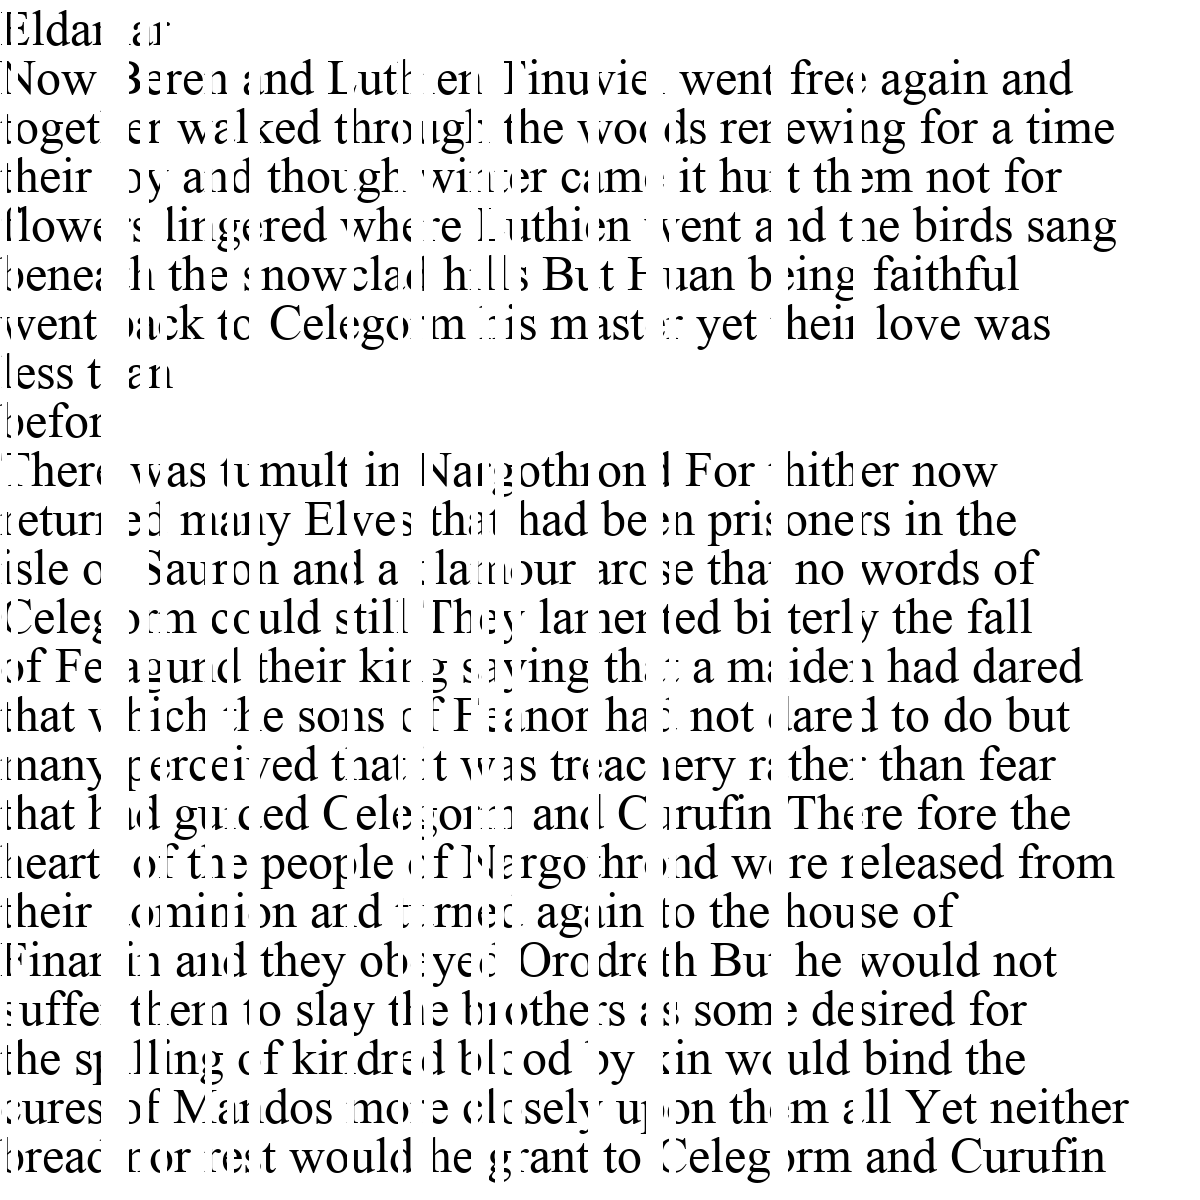 Eldamar
Now Beren and Luthien Tinuviel went free again and
together walked through the woods renewing for a time
their joy and though winter came it hurt them not for
flowers lingered where Luthien went and the birds sang
beneath the snowclad hills But Huan being faithful
went back to Celegorm his master yet their love was
less than
before
There was tumult in Nargothrond For thither now
returned many Elves that had been prisoners in the
isle of Sauron and a clamour arose that no words of
Celegorm could still They lamented bitterly the fall
of Felagund their king saying that a maiden had dared
that which the sons of Feanor had not dared to do but
many perceived that it was treachery rather than fear
that had guided Celegorm and Curufin There fore the
hearts of the people of Nargothrond were released from
their dominion and turned again to the house of
Finarfin and they obeyed Orodreth But he would not
suffer them to slay the brothers as some desired for
the spilling of kindred blood by kin would bind the
cures of Mandos more closely upon them all Yet neither
bread nor rest would he grant to Celegorm and Curufin